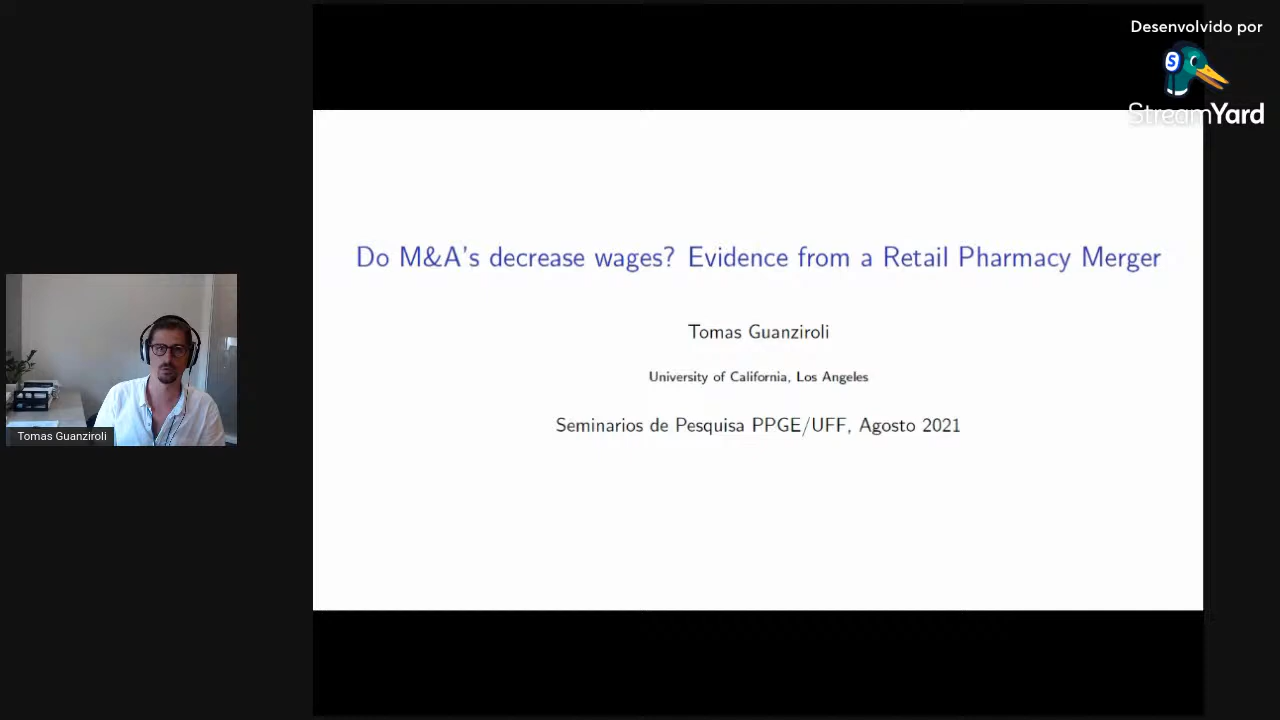 Desenvolvido por
S
StreamYard
Do M&A's decrease wages? Evidence from a Retail Pharmacy Merger
Tomas Guanziroli
University of California, Los Angeles
Seminarios de Pesquisa PPGE/UFF, Agosto 2021
Tomas Guanziroli